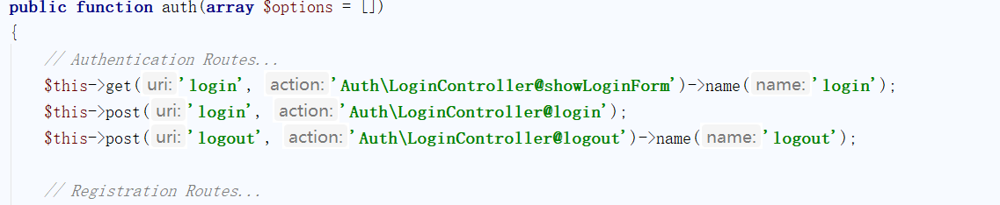 public function auth(array $options = [])
{
// Authentication Routes...
$this->get( uri: 'login', action: 'Auth\LoginController@showLoginForm')->name( name: 'login');
$this->post( uri: 'login', action: 'Auth\LoginController@login');
$this->post( uri: 'logout', action: 'Auth\LoginController@logout')->name( name: 'logout');
// Registration Routes...